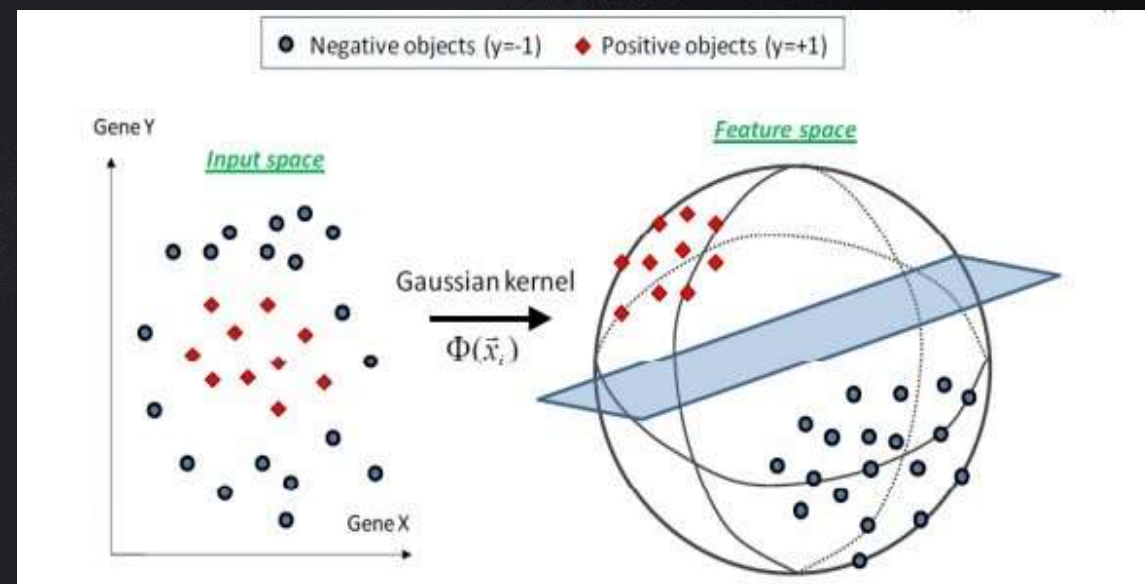 Negative objects (y=-1) Positive objects (y=+1)
Gene Y
Input space
Feature space
Gaussian kernel
Φ(x⃗ᵢ)
Gene X